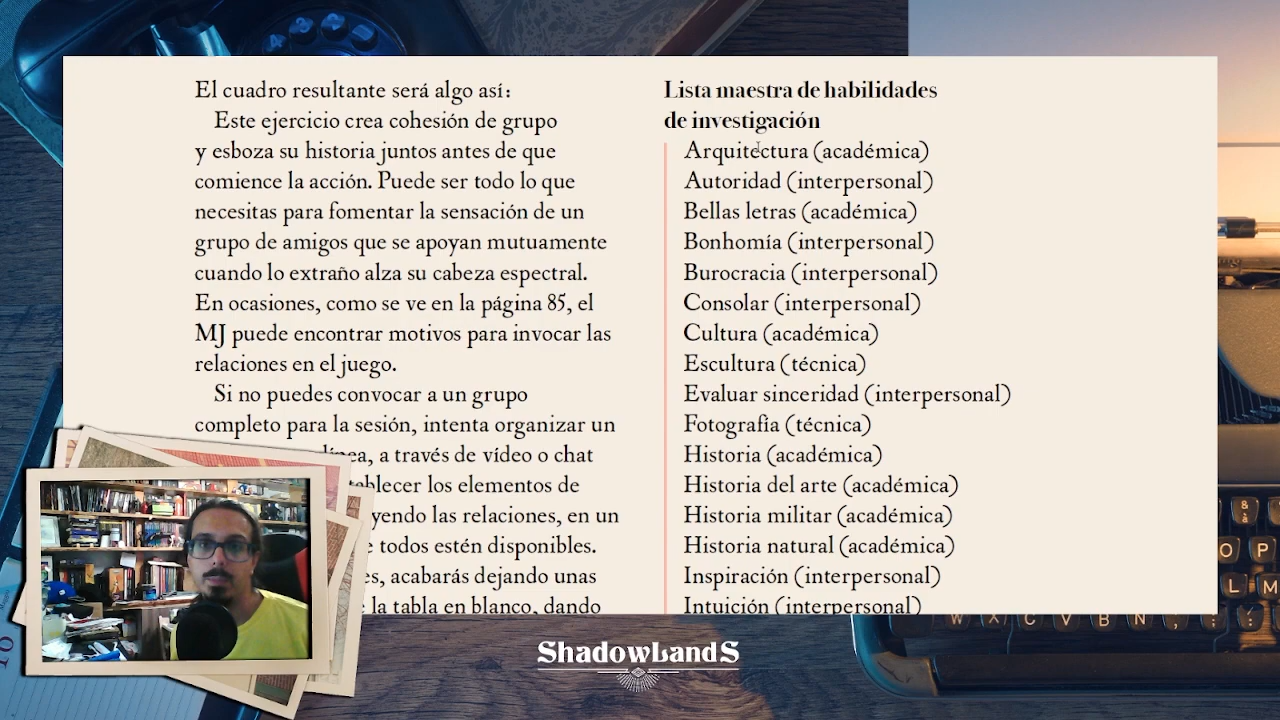 El cuadro resultante será algo así:
Este ejercicio crea cohesión de grupo
y esboza su historia juntos antes de que
comience la acción. Puede ser todo lo que
necesitas para fomentar la sensación de un
grupo de amigos que se apoyan mutuamente
cuando lo extraño alza su cabeza espectral.
En ocasiones, como se ve en la página 85, el
MJ puede encontrar motivos para invocar las
relaciones en el juego.
Si no puedes convocar a un grupo
completo para la sesión, intenta organizar un
línea, a través de vídeo o chat
tablecer los elementos de
yendo las relaciones, en un
e todos estén disponibles.
es, acabarás dejando unas
e la tabla en blanco, dando
Lista maestra de habilidades
de investigación
Arquitectura (académica)
Autoridad (interpersonal)
Bellas letras (académica)
Bonhomía (interpersonal)
Burocracia (interpersonal)
Consolar (interpersonal)
Cultura (académica)
Escultura (técnica)
Evaluar sinceridad (interpersonal)
Fotografía (técnica)
Historia (académica)
Historia del arte (académica)
Historia militar (académica)
Historia natural (académica)
Inspiración (interpersonal)
Intuición (interpersonal)
ShadowLandS
O P
L M
W X C V B N